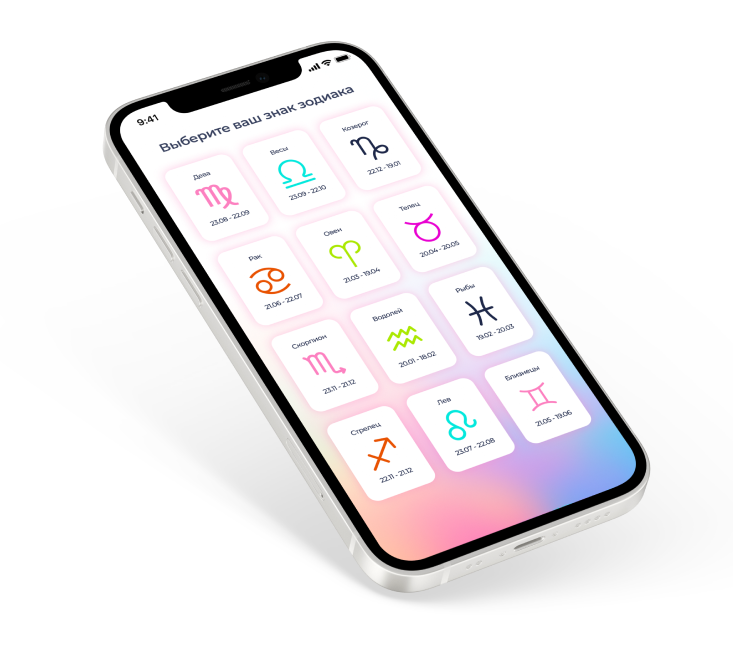 9:41
Выберите ваш знак зодиака
Дева
23.08 - 22.09
Весы
23.09 - 22.10
Козерог
22.12 - 19.01
Рак
21.06 - 22.07
Овен
21.03 - 19.04
Телец
20.04 - 20.05
Скорпион
23.11 - 21.12
Водолей
20.01 - 18.02
Рыбы
19.02 - 20.03
Стрелец
22.11 - 21.12
Лев
23.07 - 22.08
Близнецы
21.05 - 19.06